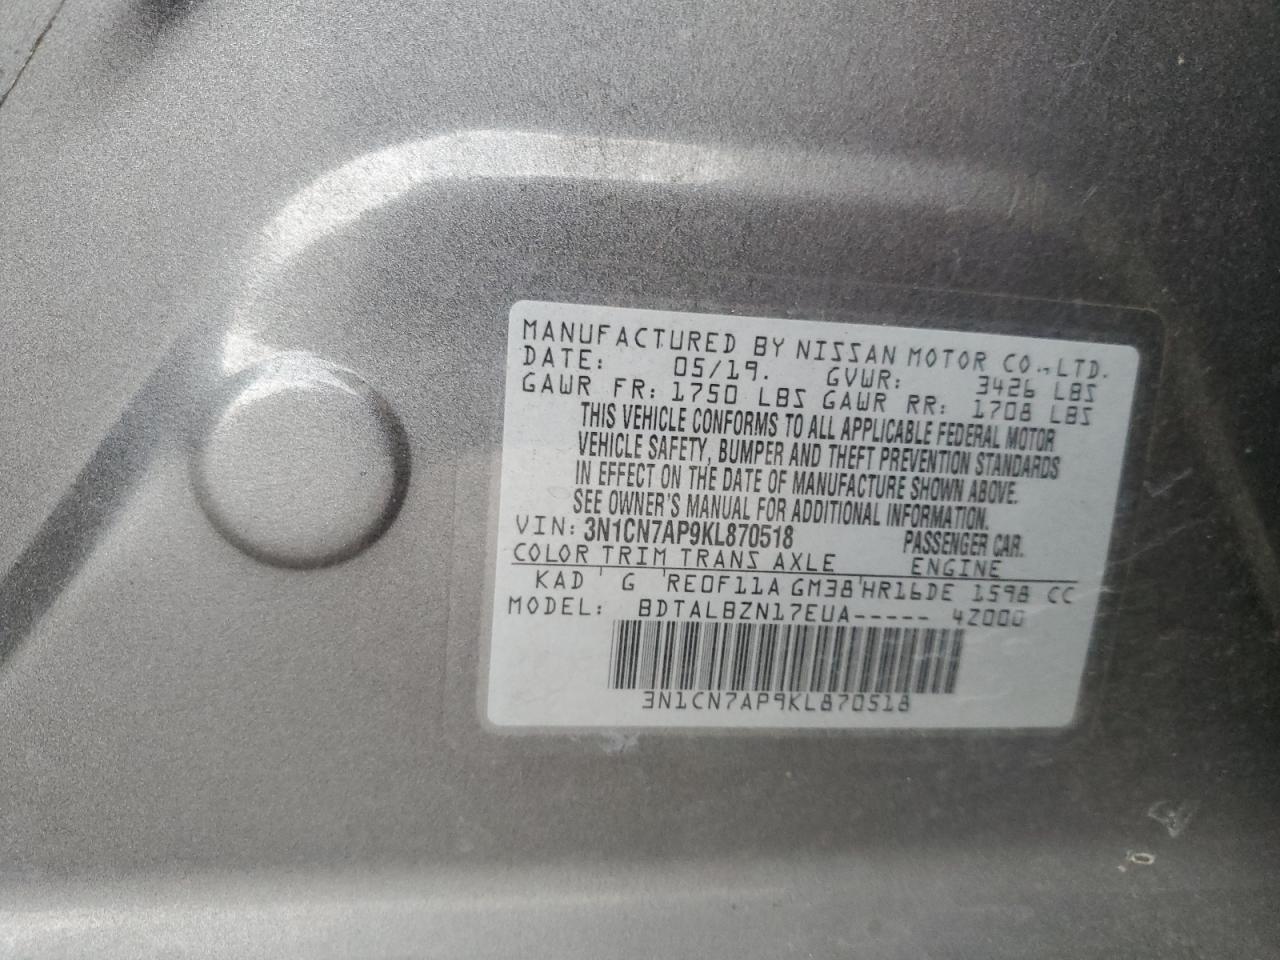 MANUFACTURED BY NISSAN MOTOR CO.,LTD.
DATE: 05/19. GVWR: 3426 LBS
GAWR FR: 1750 LBS GAWR RR: 1708 LBS
THIS VEHICLE CONFORMS TO ALL APPLICABLE FEDERAL MOTOR
VEHICLE SAFETY, BUMPER AND THEFT PREVENTION STANDARDS
IN EFFECT ON THE DATE OF MANUFACTURE SHOWN ABOVE.
SEE OWNER'S MANUAL FOR ADDITIONAL INFORMATION.
VIN: 3N1CN7AP9KL870518 PASSENGER CAR.
COLOR TRIM TRANS AXLE ENGINE
KAD G RE0F11A GM38 HR16DE 1598 CC
MODEL: BDTALBZN17EUA----- 42000
3N1CN7AP9KL870518